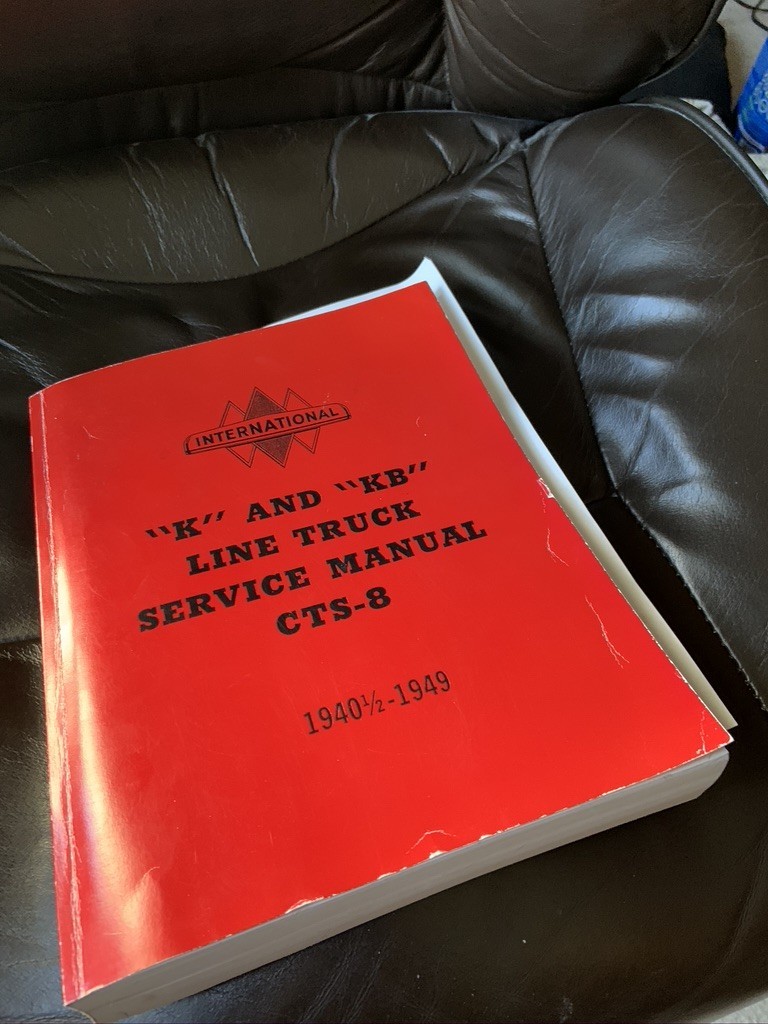 INTERNATIONAL
"K" AND "KB"
LINE TRUCK
SERVICE MANUAL
CTS-8
1940½-1949